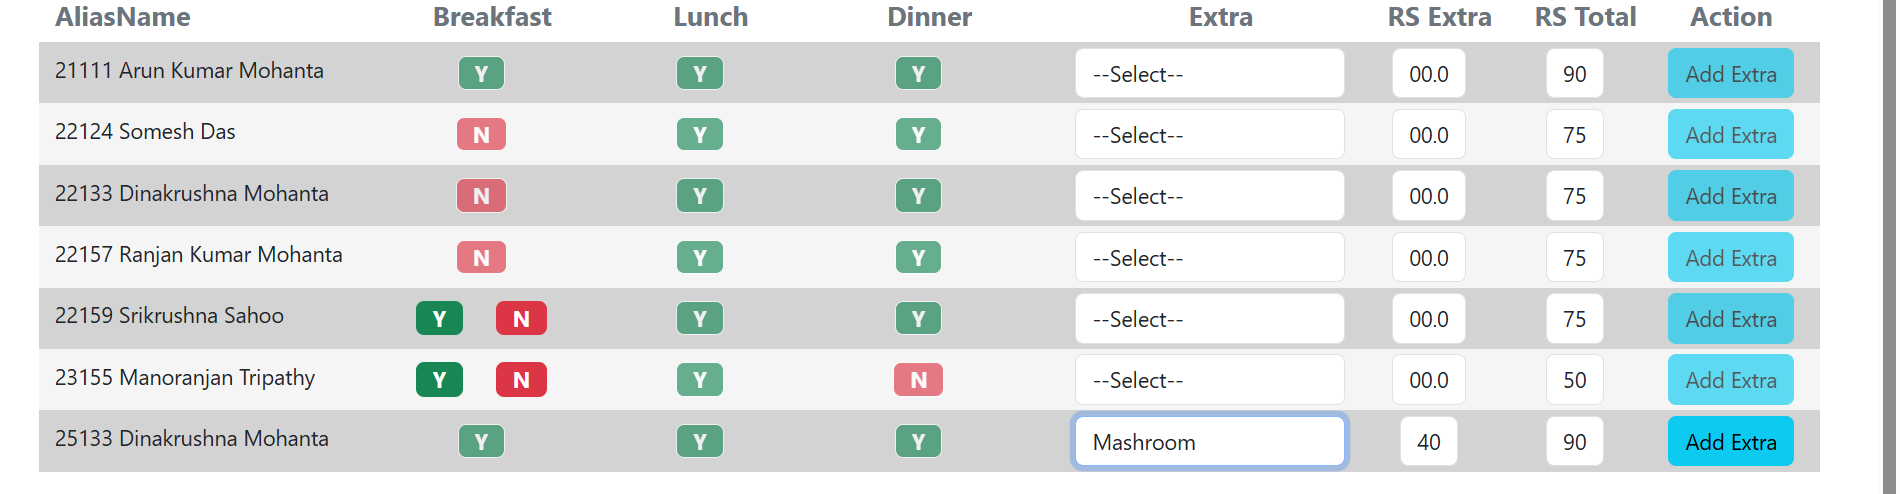 AliasName Breakfast Lunch Dinner Extra RS Extra RS Total Action
21111 Arun Kumar Mohanta Y Y Y --Select-- 00.0 90 Add Extra
22124 Somesh Das N Y Y --Select-- 00.0 75 Add Extra
22133 Dinakrushna Mohanta N Y Y --Select-- 00.0 75 Add Extra
22157 Ranjan Kumar Mohanta N Y Y --Select-- 00.0 75 Add Extra
22159 Srikrushna Sahoo Y N Y Y --Select-- 00.0 75 Add Extra
23155 Manoranjan Tripathy Y N Y N --Select-- 00.0 50 Add Extra
25133 Dinakrushna Mohanta Y Y Y Mashroom 40 90 Add Extra